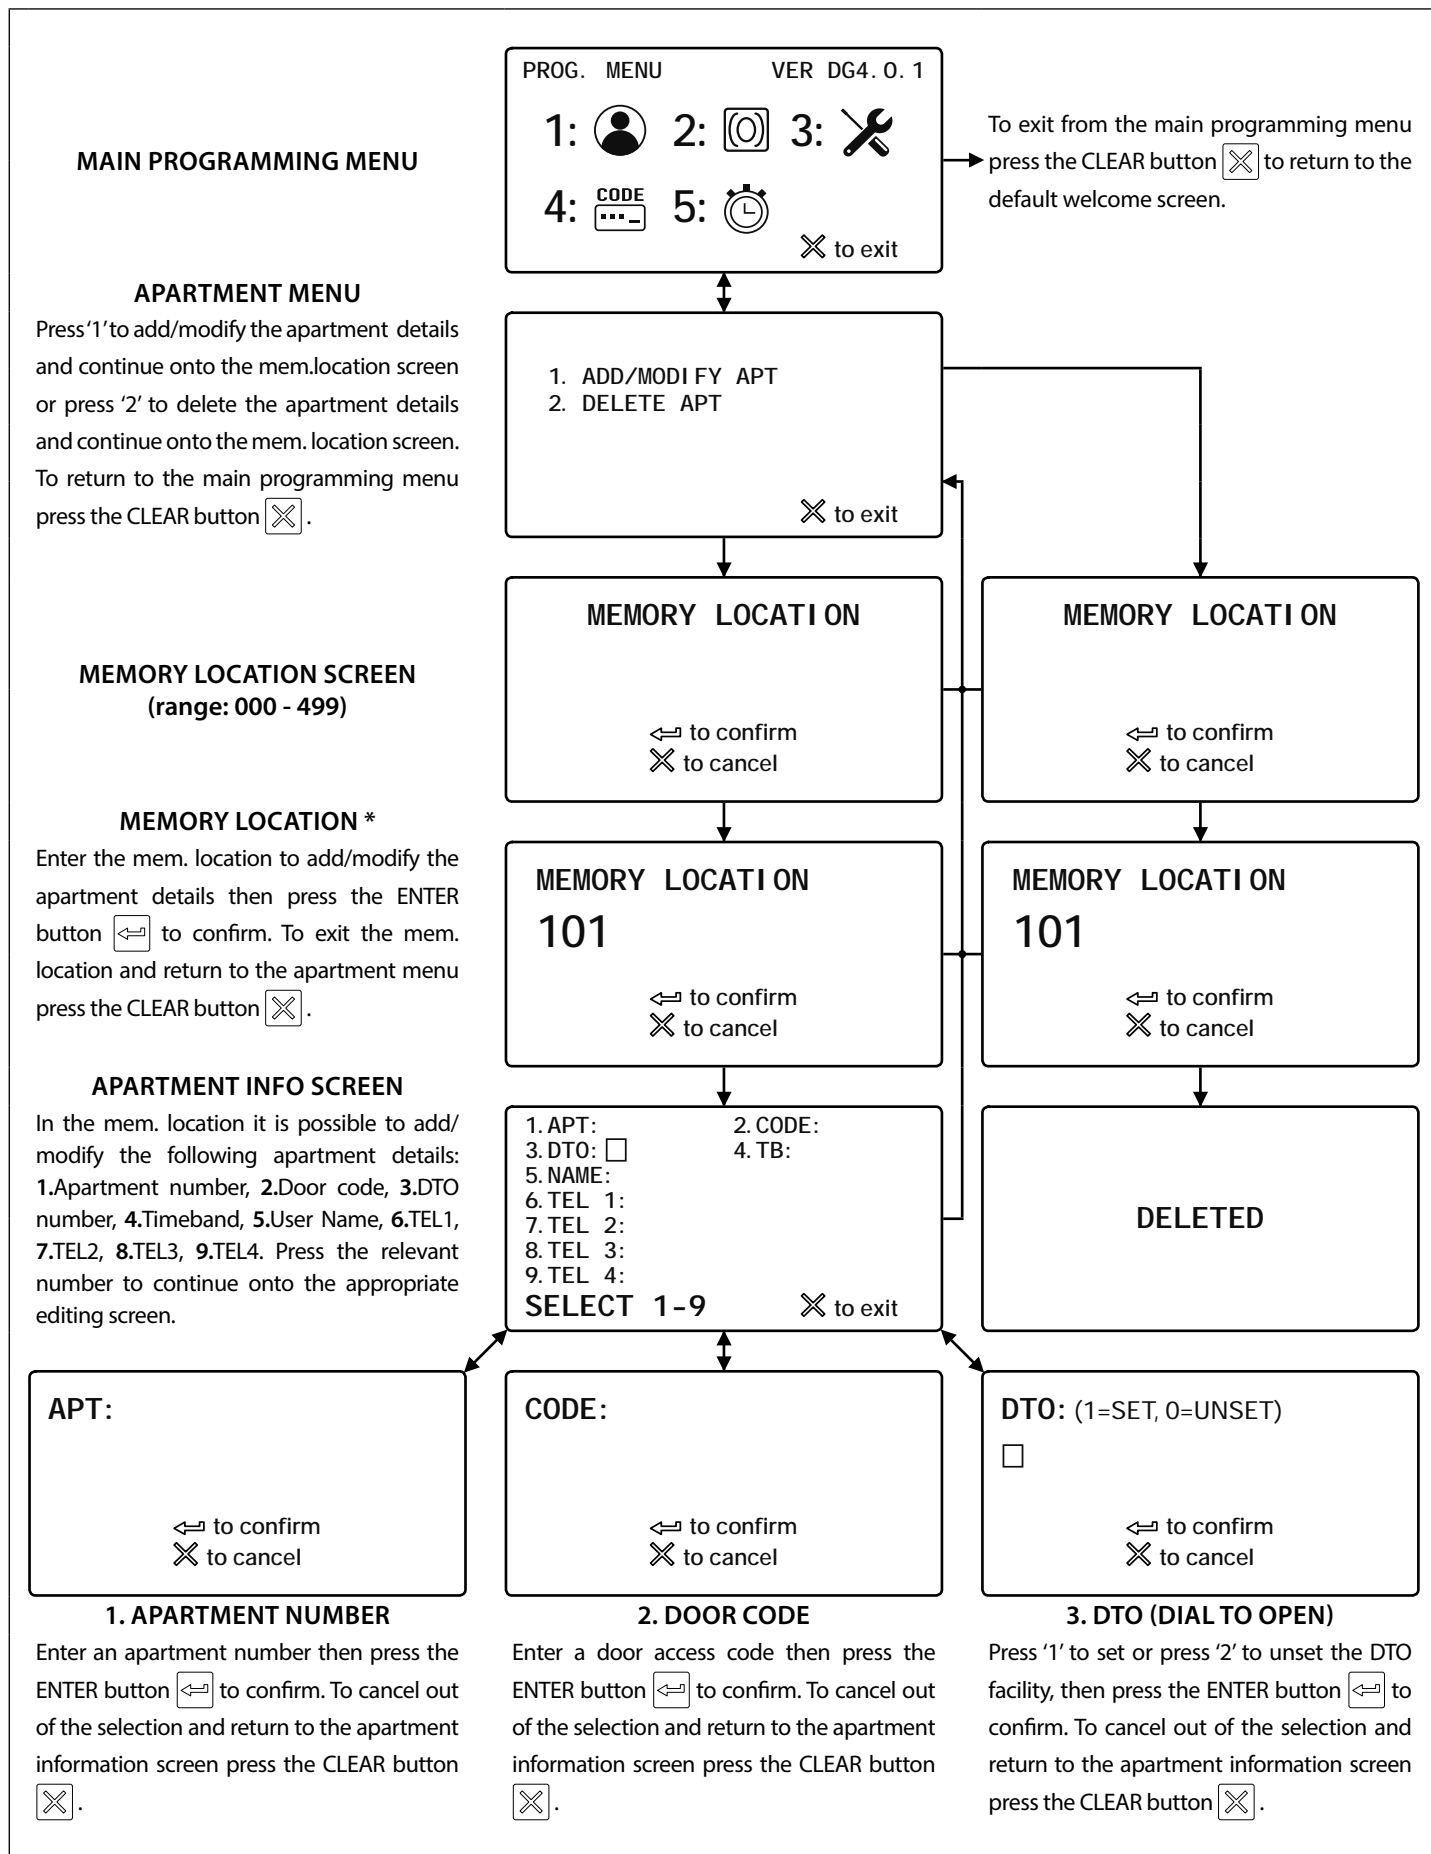 PROG. MENU VER DG4.0.1
1: 2: 3:
4: CODE 5:
to exit
MAIN PROGRAMMING MENU
To exit from the main programming menu
press the CLEAR button to return to the
default welcome screen.
APARTMENT MENU
Press '1' to add/modify the apartment details
and continue onto the mem.location screen
or press '2' to delete the apartment details
and continue onto the mem. location screen.
To return to the main programming menu
press the CLEAR button .
1. ADD/MODIFY APT
2. DELETE APT
to exit
MEMORY LOCATION SCREEN
(range: 000 - 499)
MEMORY LOCATION
to confirm
to cancel
MEMORY LOCATION
to confirm
to cancel
MEMORY LOCATION *
Enter the mem. location to add/modify the
apartment details then press the ENTER
button to confirm. To exit the mem.
location and return to the apartment menu
press the CLEAR button .
MEMORY LOCATION
101
to confirm
to cancel
MEMORY LOCATION
101
to confirm
to cancel
APARTMENT INFO SCREEN
In the mem. location it is possible to add/
modify the following apartment details:
1.Apartment number, 2.Door code, 3.DTO
number, 4.Timeband, 5.User Name, 6.TEL1,
7.TEL2, 8.TEL3, 9.TEL4. Press the relevant
number to continue onto the appropriate
editing screen.
1.APT: 2.CODE:
3.DTO: 4.TB:
5.NAME:
6.TEL 1:
7.TEL 2:
8.TEL 3:
9.TEL 4:
SELECT 1-9 to exit
DELETED
APT:
to confirm
to cancel
CODE:
to confirm
to cancel
DTO: (1=SET, 0=UNSET)
to confirm
to cancel
1. APARTMENT NUMBER
Enter an apartment number then press the
ENTER button to confirm. To cancel out
of the selection and return to the apartment
information screen press the CLEAR button
.
2. DOOR CODE
Enter a door access code then press the
ENTER button to confirm. To cancel out
of the selection and return to the apartment
information screen press the CLEAR button
.
3. DTO (DIAL TO OPEN)
Press '1' to set or press '2' to unset the DTO
facility, then press the ENTER button to
confirm. To cancel out of the selection and
return to the apartment information screen
press the CLEAR button .